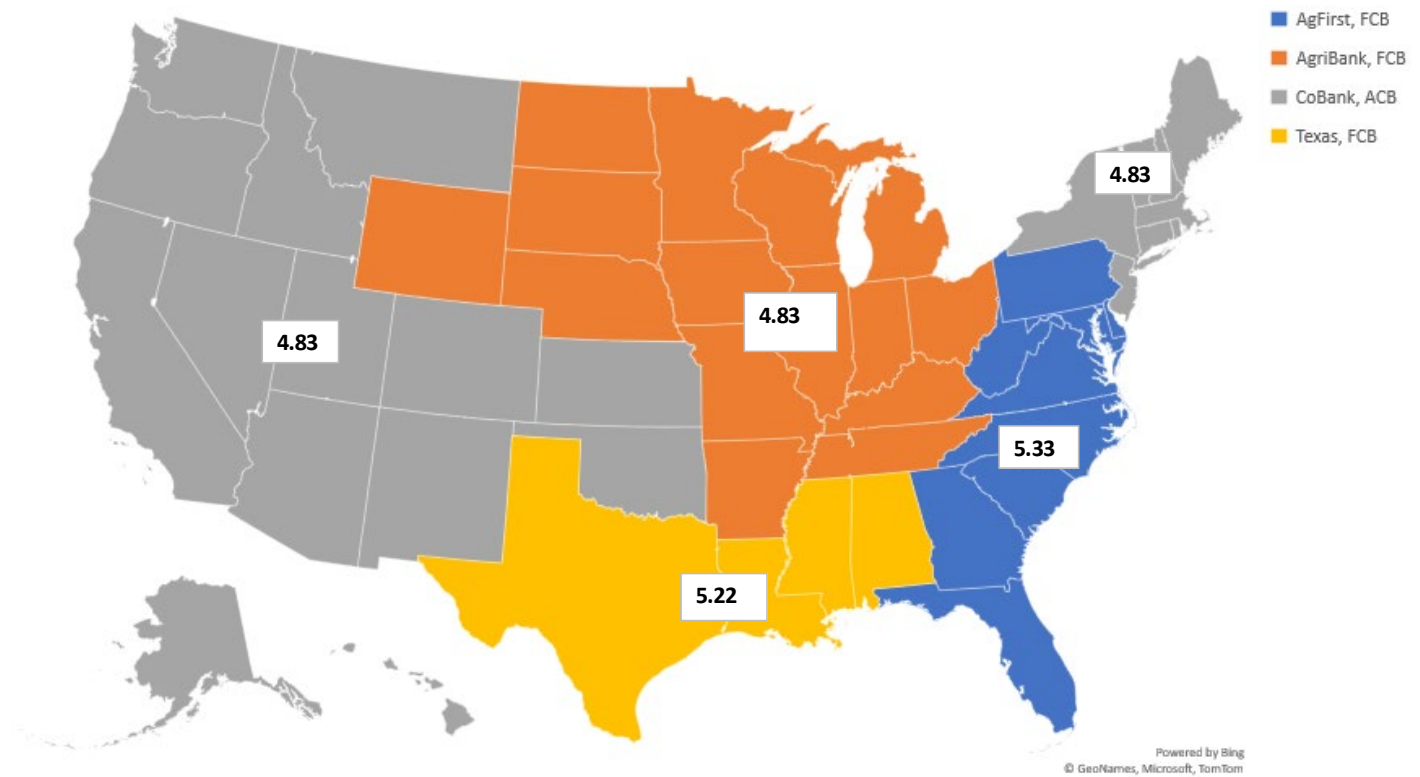 AgFirst, FCB
AgriBank, FCB
CoBank, ACB
Texas, FCB
4.83
4.83
4.83
5.33
5.22
Powered by Bing
© GeoNames, Microsoft, TomTom